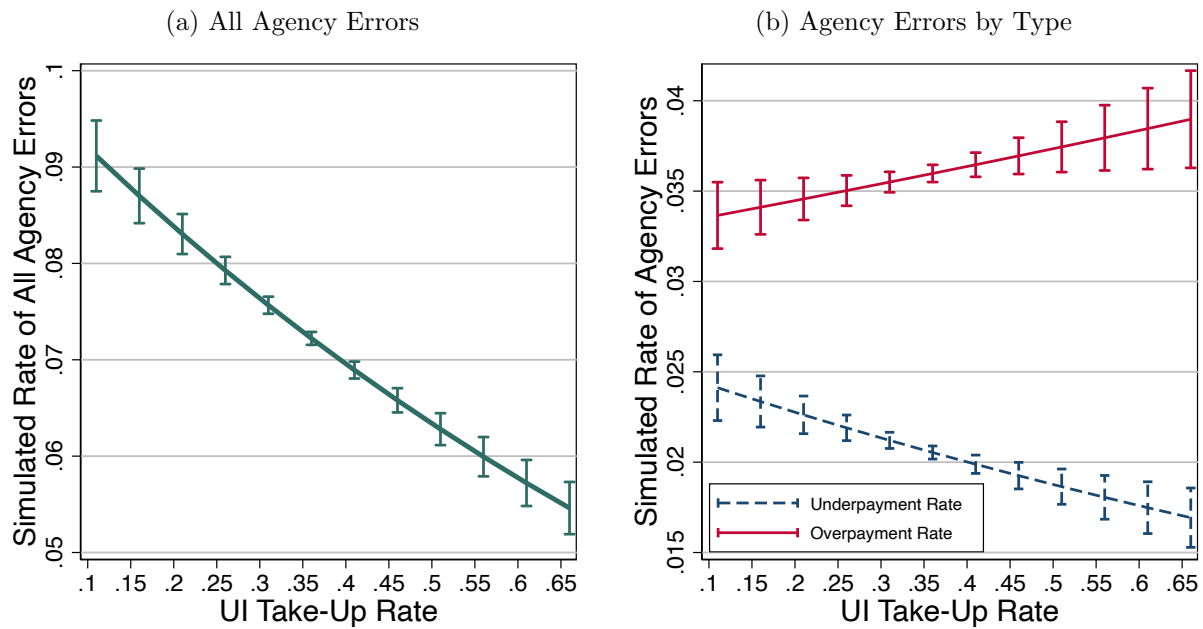 (a) All Agency Errors
Simulated Rate of All Agency Errors
.1
.09
.08
.07
.06
.05
.1 .15 .2 .25 .3 .35 .4 .45 .5 .55 .6 .65
UI Take-Up Rate
(b) Agency Errors by Type
Simulated Rate of Agency Errors
.04
.035
.03
.025
.02
.015
Underpayment Rate
Overpayment Rate
.1 .15 .2 .25 .3 .35 .4 .45 .5 .55 .6 .65
UI Take-Up Rate